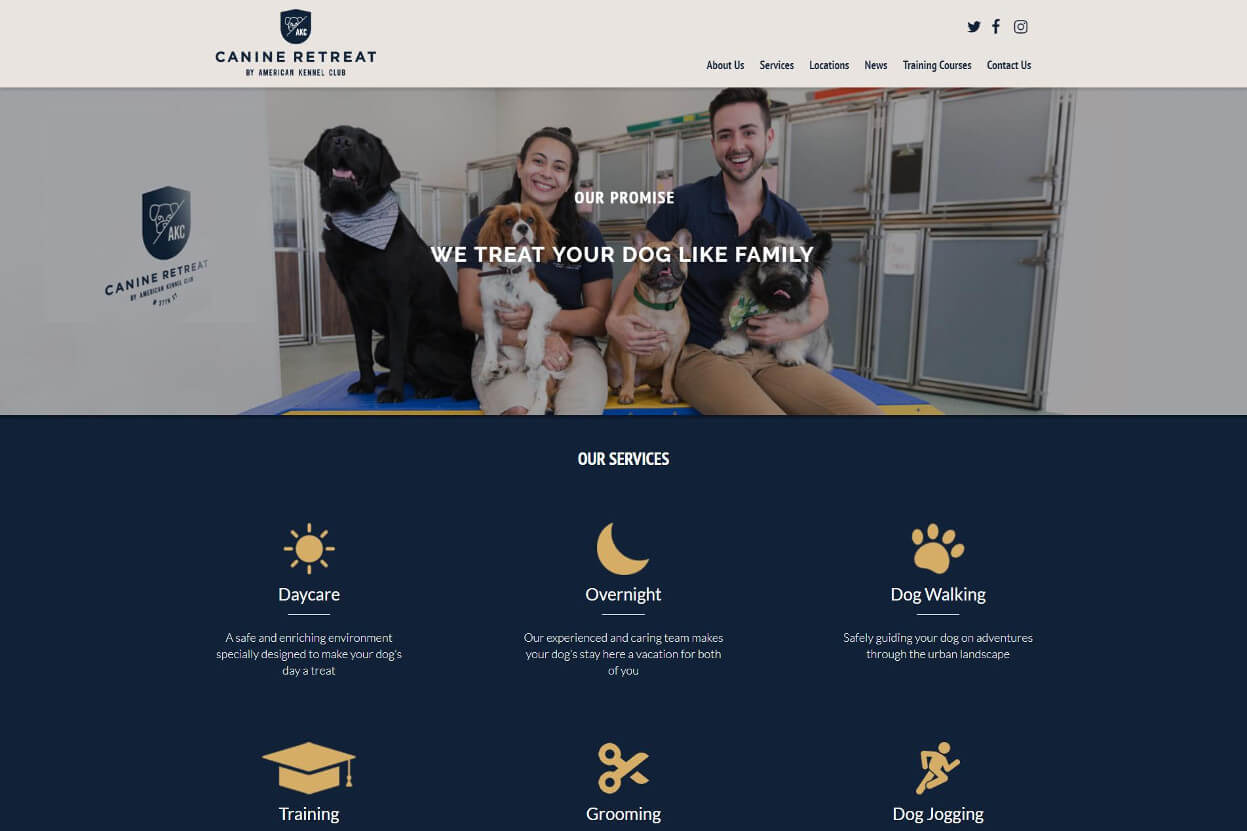 AKC
CANINE RETREAT
BY AMERICAN KENNEL CLUB
About Us
Services
Locations
News
Training Courses
Contact Us
AKC
CANINE RETREAT
BY AMERICAN KENNEL CLUB
OUR PROMISE
WE TREAT YOUR DOG LIKE FAMILY
OUR SERVICES
Daycare
A safe and enriching environment
specially designed to make your dog's
day a treat
Overnight
Our experienced and caring team makes
your dog's stay here a vacation for both
of you
Dog Walking
Safely guiding your dog on adventures
through the urban landscape
Training
Grooming
Dog Jogging